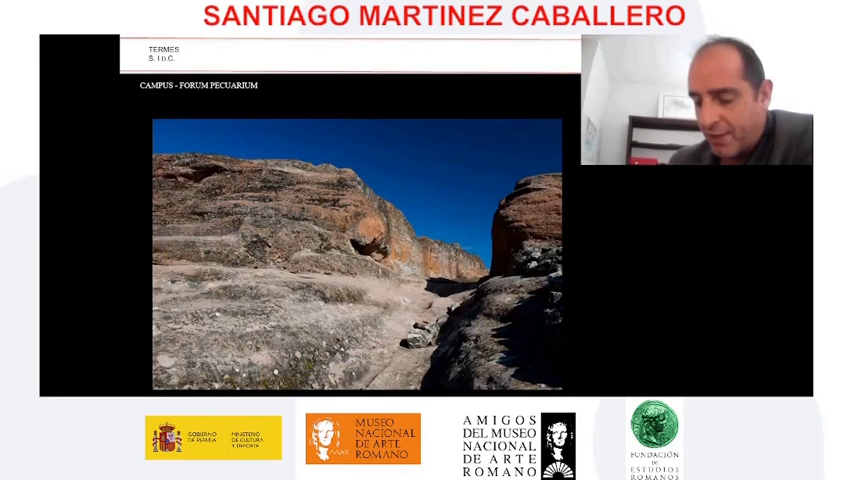 SANTIAGO MARTINEZ CABALLERO
TERMES
S. I D.C.
CAMPUS - FORUM PECUARIUM
GOBIERNO
DE ESPAÑA
MINISTERIO
DE CULTURA
Y DEPORTE
MUSEO
NACIONAL
DE ARTE
ROMANO
AMIGOS
DEL MUSEO
NACIONAL
DE ARTE
ROMANO
FUNDACIÓN
DE
ESTUDIOS
ROMANOS